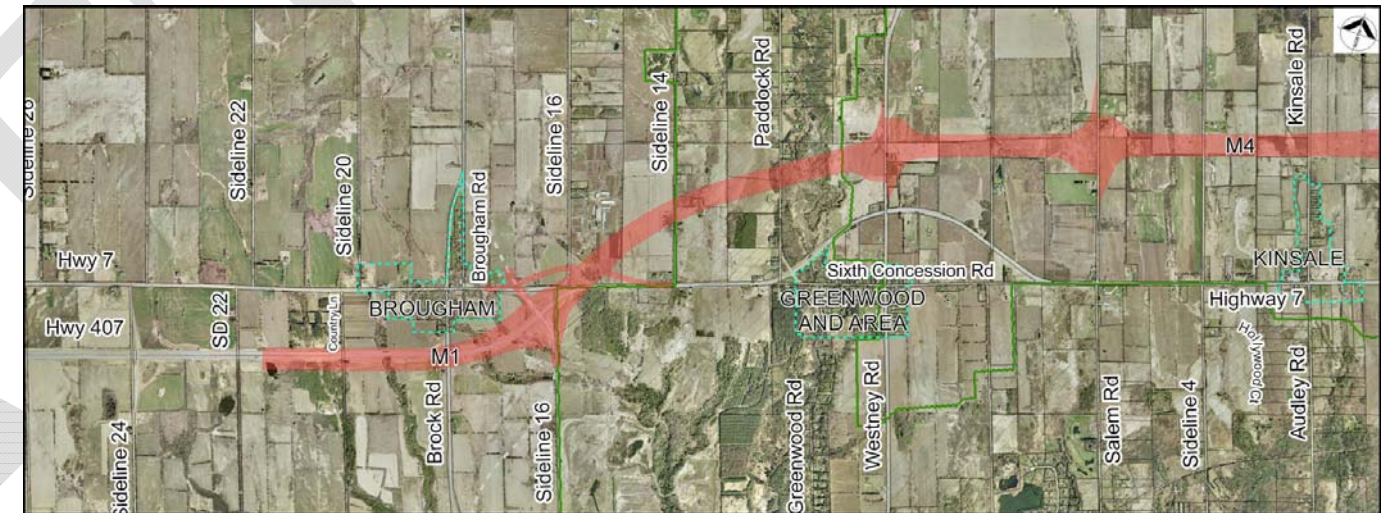 Sideline 26
Sideline 22
Sideline 20
Brougham Rd
Sideline 16
Sideline 14
Paddock Rd
Kinsale Rd
M4
Hwy 7
BROUGHAM
Sixth Concession Rd
GREENWOOD
AND AREA
KINSALE
Highway 7
Hwy 407
SD 22
Country Ln
M1
Hollywood Ct
Sideline 24
Brock Rd
Sideline 16
Greenwood Rd
Westney Rd
Salem Rd
Sideline 4
Audley Rd